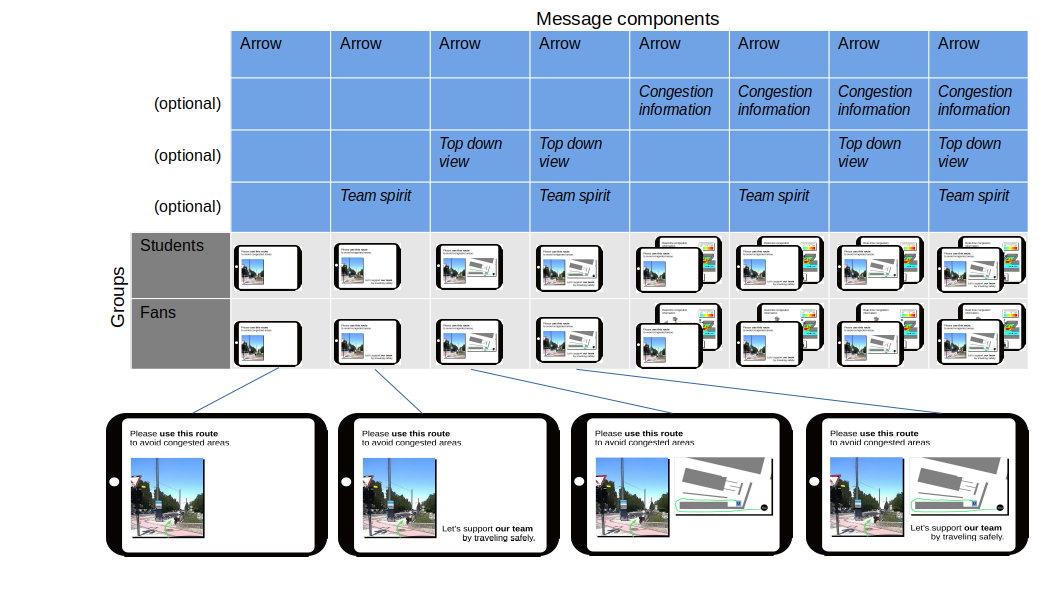 Message components
Arrow Arrow Arrow Arrow Arrow Arrow Arrow Arrow
(optional) Congestion information Congestion information Congestion information Congestion information
(optional) Top down view Top down view Top down view Top down view
(optional) Team spirit Team spirit Team spirit Team spirit
Groups
Students
Fans
Please use this route
to avoid congested areas.
Please use this route
to avoid congested areas.
Let's support our team
by traveling safely.
Please use this route
to avoid congested areas
Please use this route
to avoid congested areas
Let's support our team
by traveling safely.